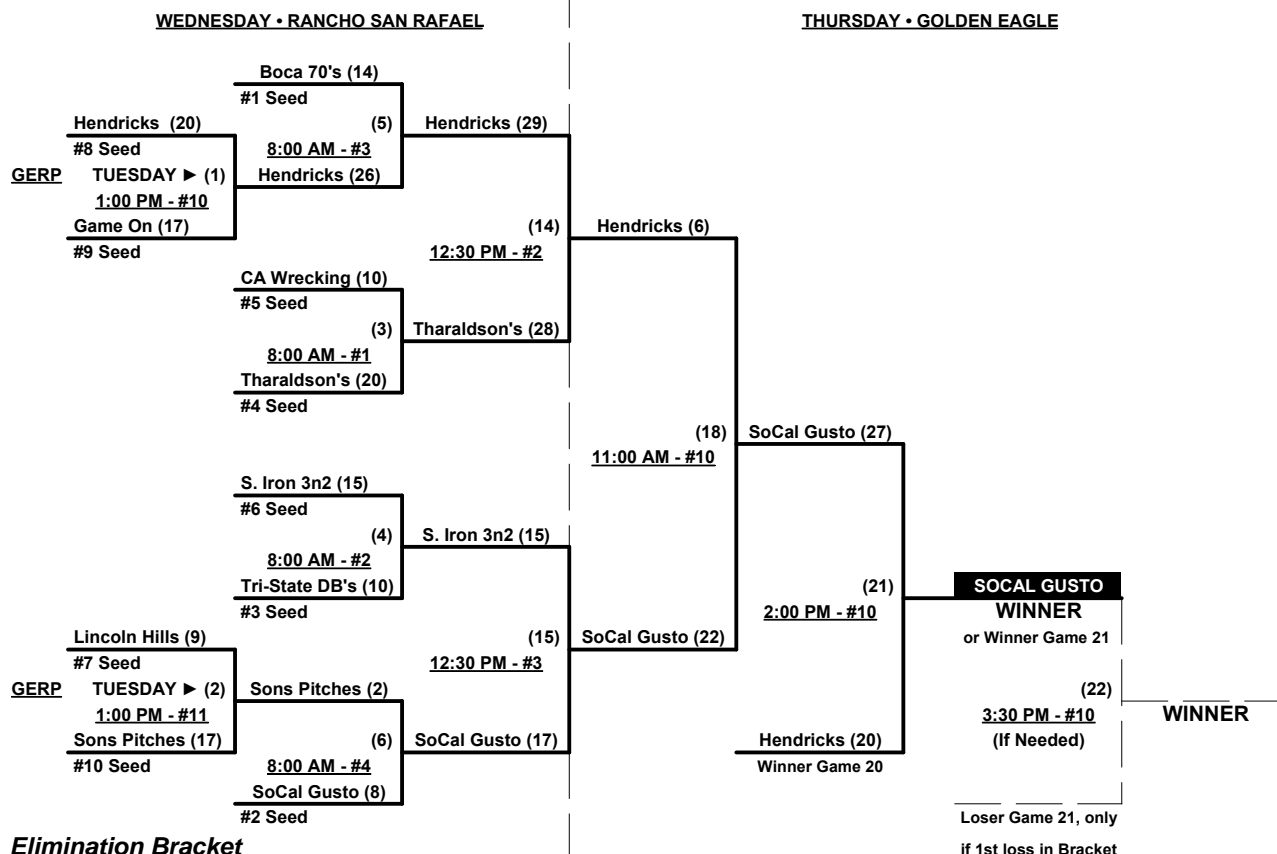 WEDNESDAY • RANCHO SAN RAFAEL
THURSDAY • GOLDEN EAGLE
Boca 70's (14)
#1 Seed
Hendricks (20)
(5)
Hendricks (29)
#8 Seed
8:00 AM - #3
GERP
TUESDAY ► (1)
Hendricks (26)
1:00 PM - #10
Game On (17)
(14)
Hendricks (6)
#9 Seed
12:30 PM - #2
CA Wrecking (10)
#5 Seed
(3)
Tharaldson's (28)
8:00 AM - #1
Tharaldson's (20)
#4 Seed
(18)
SoCal Gusto (27)
11:00 AM - #10
S. Iron 3n2 (15)
#6 Seed
(4)
S. Iron 3n2 (15)
8:00 AM - #2
Tri-State DB's (10)
(21)
SOCAL GUSTO
#3 Seed
2:00 PM - #10
WINNER
Lincoln Hills (9)
(15)
SoCal Gusto (22)
or Winner Game 21
#7 Seed
12:30 PM - #3
GERP
TUESDAY ► (2)
Sons Pitches (2)
(22)
1:00 PM - #11
3:30 PM - #10
WINNER
Sons Pitches (17)
(6)
SoCal Gusto (17)
Hendricks (20)
(If Needed)
#10 Seed
8:00 AM - #4
Winner Game 20
SoCal Gusto (8)
#2 Seed
Loser Game 21, only
Elimination Bracket
if 1st loss in Bracket